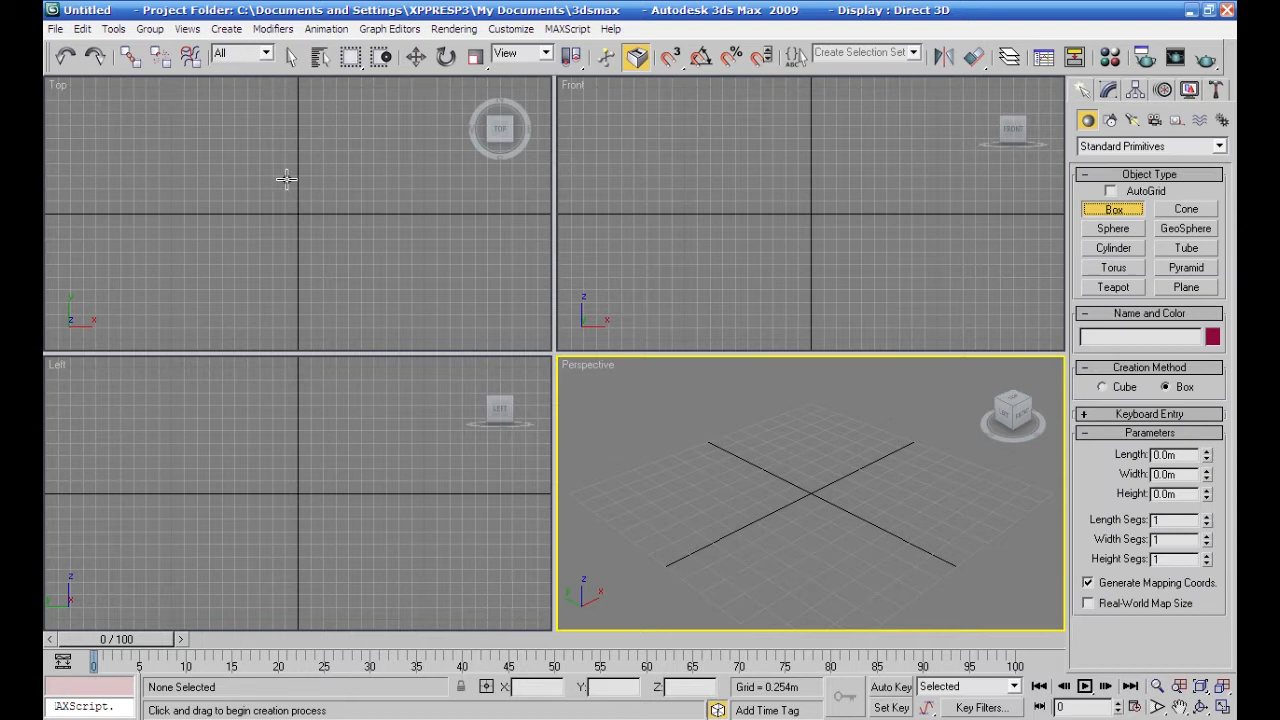 Untitled - Project Folder: C:\Documents and Settings\XPPRESP3\My Documents\3dsmax - Autodesk 3ds Max 2009 - Display : Direct 3D
File Edit Tools Group Views Create Modifiers Animation Graph Editors Rendering Customize MAXScript Help
All View 3 % ABC Create Selection Set
Top Front
TOP FRONT
Standard Primitives
Object Type
AutoGrid
Box Cone
Sphere GeoSphere
Cylinder Tube
Torus Pyramid
Teapot Plane
y z x z y x
Name and Color
Left Perspective
LEFT FRONT
Creation Method
Cube Box
Keyboard Entry
Parameters
Length: 0.0m
Width: 0.0m
Height: 0.0m
Length Segs: 1
Width Segs: 1
Height Segs: 1
Generate Mapping Coords.
Real-World Map Size
z y x z y x
0 / 100
0 5 10 15 20 25 30 35 40 45 50 55 60 65 70 75 80 85 90 95 100
None Selected X: Y: Z: Grid = 0.254m Auto Key Selected
AXScript. Click and drag to begin creation process Add Time Tag Set Key Key Filters... 0